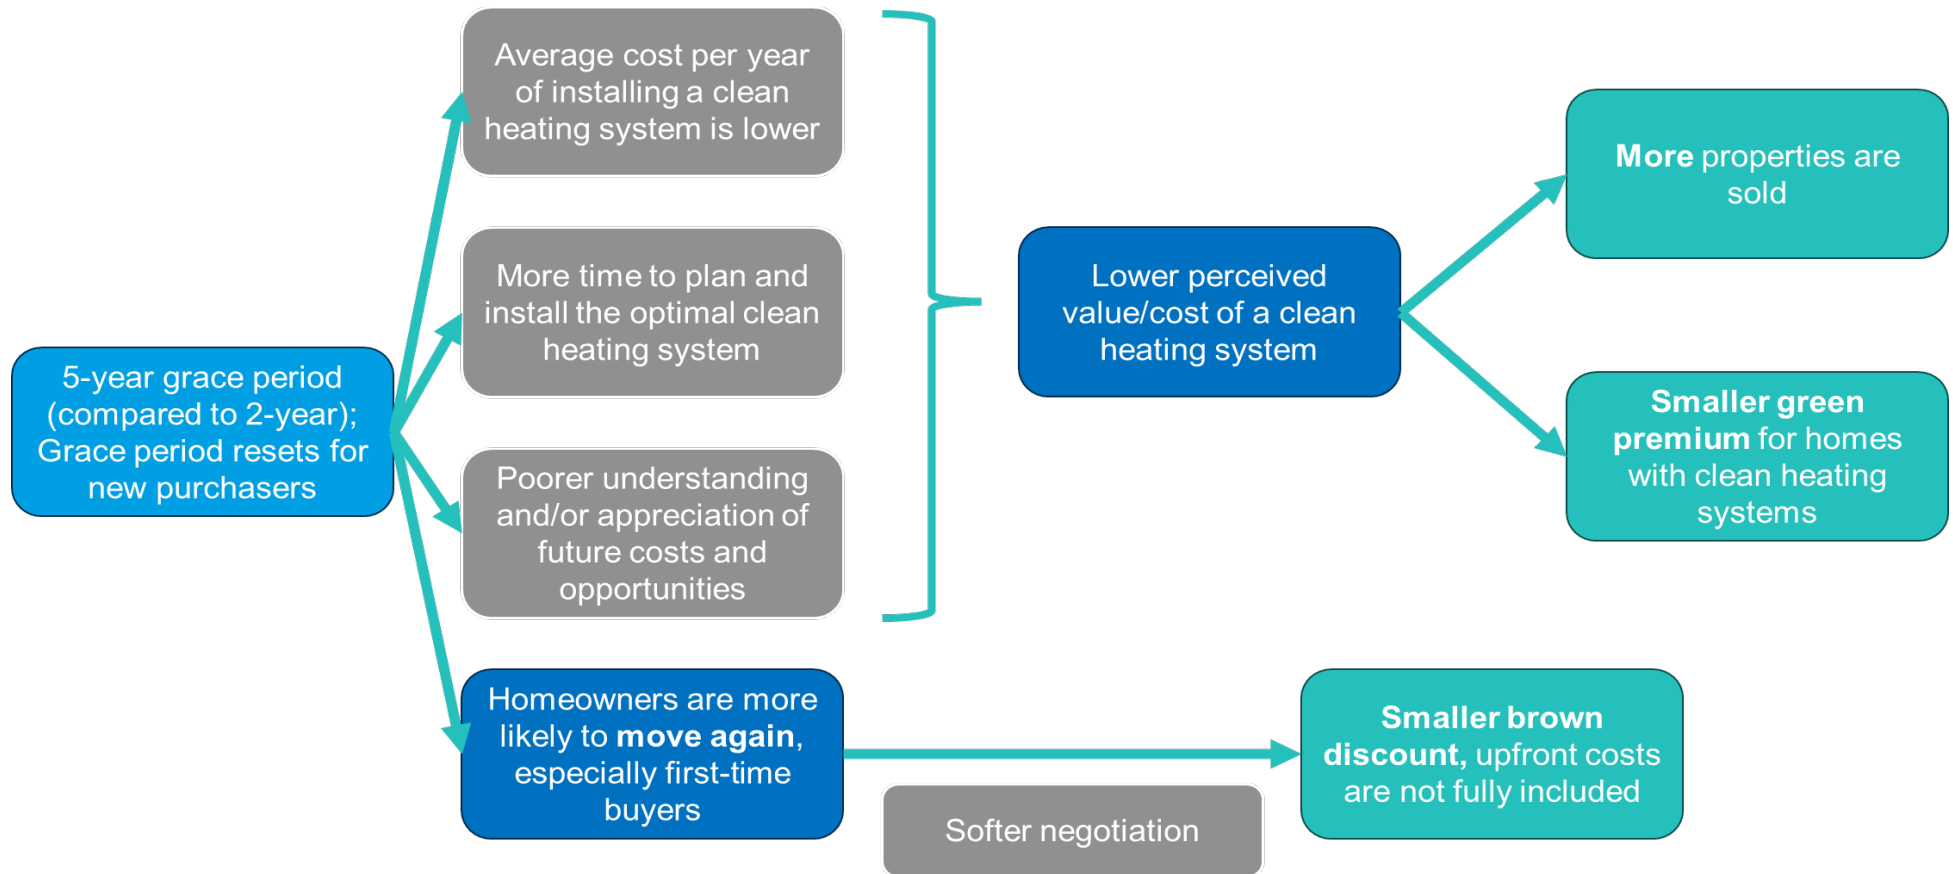 5-year grace period
(compared to 2-year);
Grace period resets for
new purchasers
Average cost per year
of installing a clean
heating system is lower
More time to plan and
install the optimal clean
heating system
Poorer understanding
and/or appreciation of
future costs and
opportunities
Homeowners are more
likely to move again,
especially first-time
buyers
Lower perceived
value/cost of a clean
heating system
More properties are
sold
Smaller green
premium for homes
with clean heating
systems
Softer negotiation
Smaller brown
discount, upfront costs
are not fully included